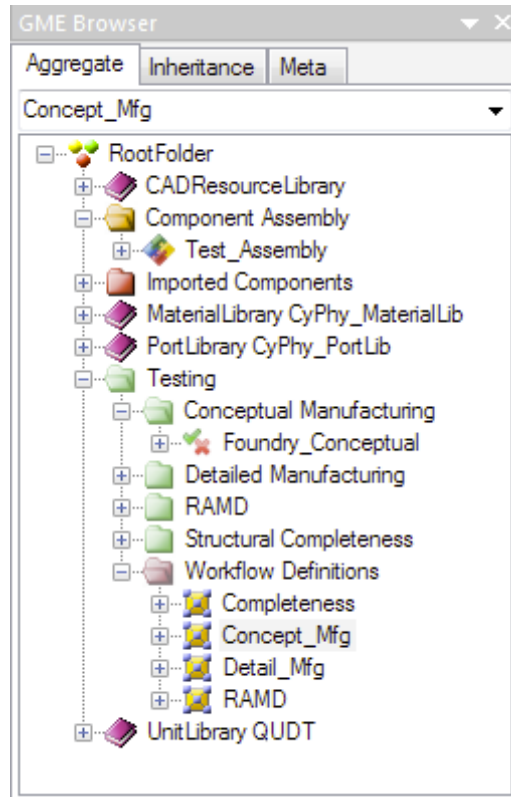 GME Browser
Aggregate Inheritance Meta
Concept_Mfg
RootFolder
CADResourceLibrary
Component Assembly
Test_Assembly
Imported Components
MaterialLibrary CyPhy_MaterialLib
PortLibrary CyPhy_PortLib
Testing
Conceptual Manufacturing
Foundry_Conceptual
Detailed Manufacturing
RAMD
Structural Completeness
Workflow Definitions
Completeness
Concept_Mfg
Detail_Mfg
RAMD
UnitLibrary QUDT